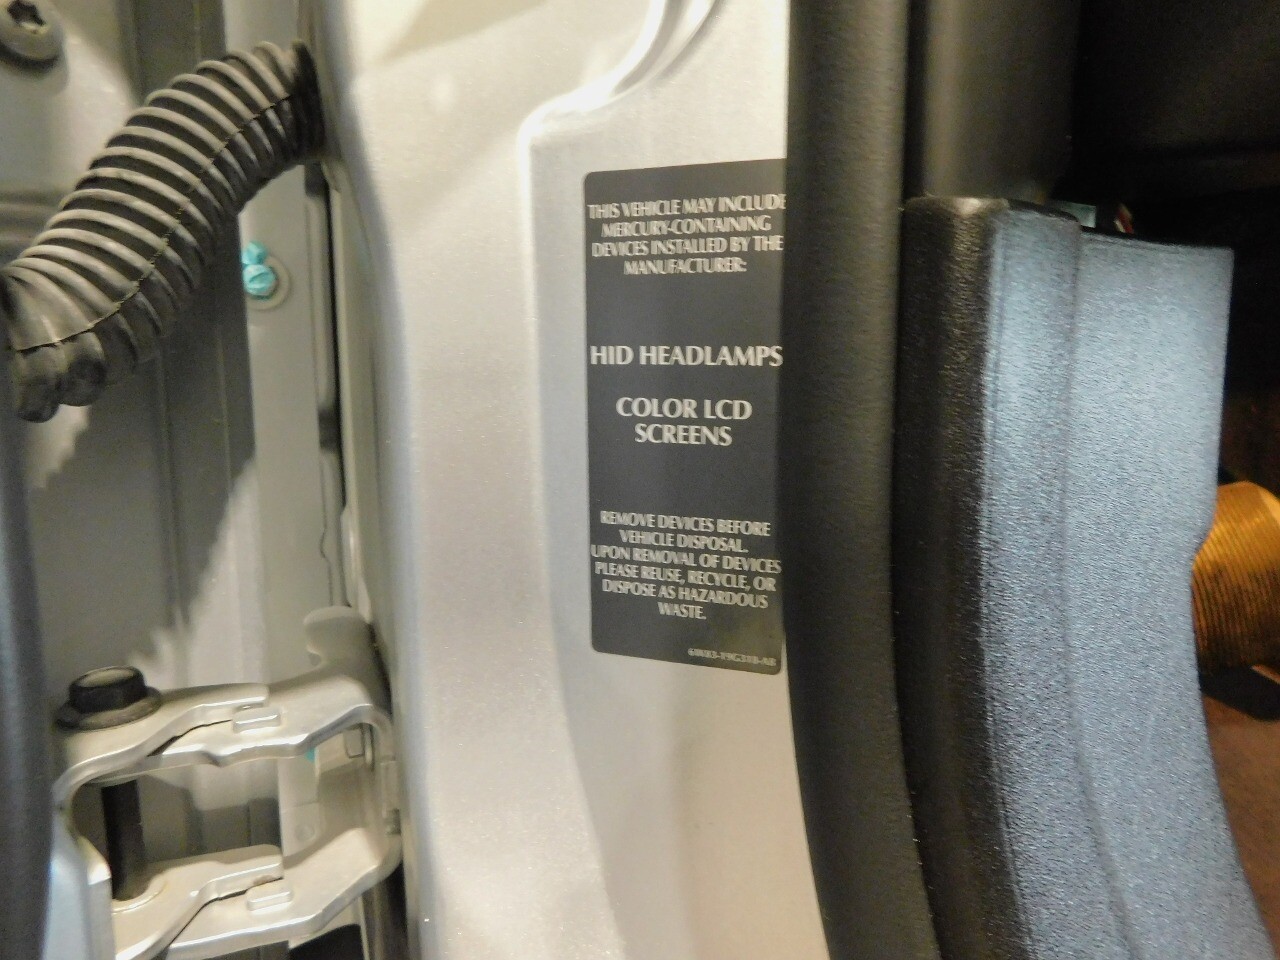 THIS VEHICLE MAY INCLUDE
MERCURY-CONTAINING
DEVICES INSTALLED BY THE
MANUFACTURER:
HID HEADLAMPS
COLOR LCD
SCREENS
REMOVE DEVICES BEFORE
VEHICLE DISPOSAL.
UPON REMOVAL OF DEVICES
PLEASE REUSE, RECYCLE, OR
DISPOSE AS HAZARDOUS
WASTE.